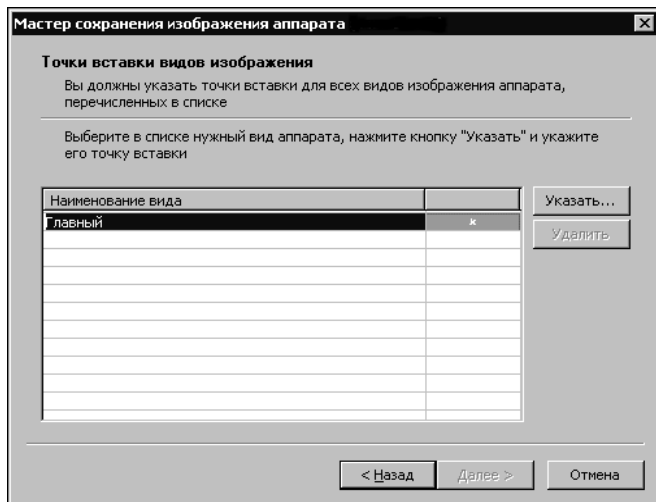 Мастер сохранения изображения аппарата
Точки вставки видов изображения
Вы должны указать точки вставки для всех видов изображения аппарата,
перечисленных в списке
Выберите в списке нужный вид аппарата, нажмите кнопку "Указать" и укажите
его точку вставки
Наименование вида
Указать...
Главный
Удалить
< Назад
Далее >
Отмена